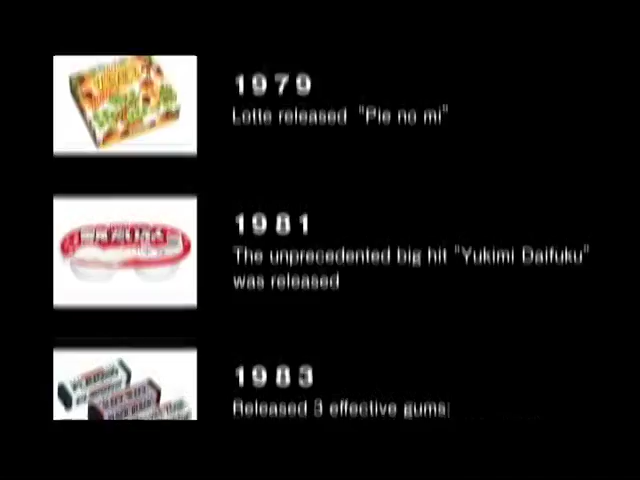 1979
Lotte released "Pie no mi"
1981
The unprecedented big hit "Yukimi Daifuku"
was released
1983
Released 3 effective gums: